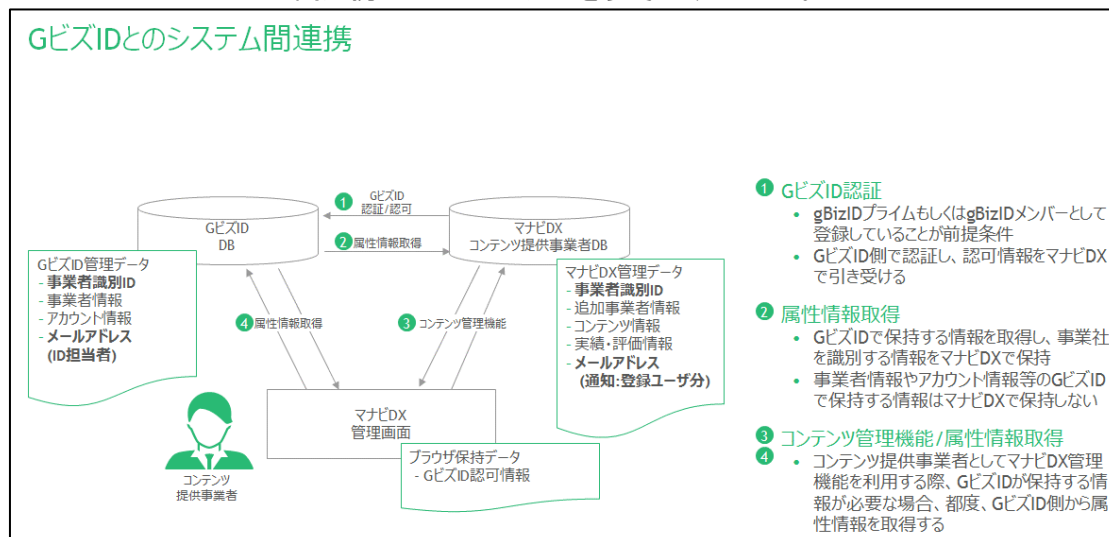 GビズIDとのシステム間連携
1 GビズID
認証/認可
2 属性情報取得
GビズID
DB
マナビDX
コンテンツ提供事業者DB
GビズID管理データ
- 事業者識別ID
- 事業者情報
- アカウント情報
- メールアドレス
(ID担当者)
マナビDX管理データ
- 事業者識別ID
- 追加事業者情報
- コンテンツ情報
- 実績・評価情報
- メールアドレス
(通知:登録ユーザ分)
4 属性情報取得
3 コンテンツ管理機能
マナビDX
管理画面
ブラウザ保持データ
- GビズID認可情報
コンテンツ
提供事業者
1 GビズID認証
• gBizIDプライムもしくはgBizIDメンバーとして
登録していることが前提条件
• GビズID側で認証し、認可情報をマナビDX
で引き受ける
2 属性情報取得
• GビズIDで保持する情報を取得し、事業社
を識別する情報をマナビDXで保持
• 事業者情報やアカウント情報等のGビズID
で保持する情報はマナビDXで保持しない
3 コンテンツ管理機能/属性情報取得
4 • コンテンツ提供事業者としてマナビDX管理
機能を利用する際、GビズIDが保持する情
報が必要な場合、都度、GビズID側から属
性情報を取得する